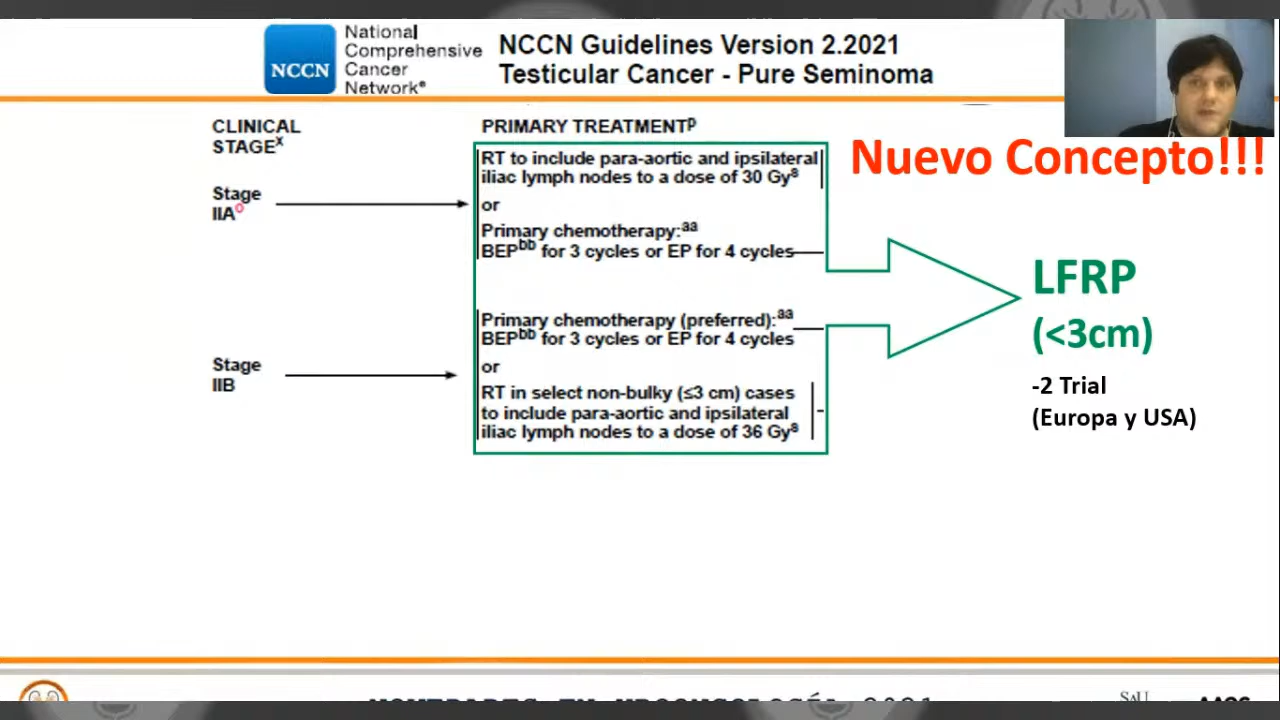 National
Comprehensive
NCCN Cancer
Network®
NCCN Guidelines Version 2.2021
Testicular Cancer - Pure Seminoma
CLINICAL
STAGEx
PRIMARY TREATMENTp
Nuevo Concepto!!!
Stage
IIAo
RT to include para-aortic and ipsilateral
iliac lymph nodes to a dose of 30 Gys
or
Primary chemotherapy:aa
BEPbb for 3 cycles or EP for 4 cycles
Stage
IIB
Primary chemotherapy (preferred):aa
BEPbb for 3 cycles or EP for 4 cycles
or
RT in select non-bulky (≤3 cm) cases
to include para-aortic and ipsilateral
iliac lymph nodes to a dose of 36 Gys
LFRP
(<3cm)
-2 Trial
(Europa y USA)
2021
SAU